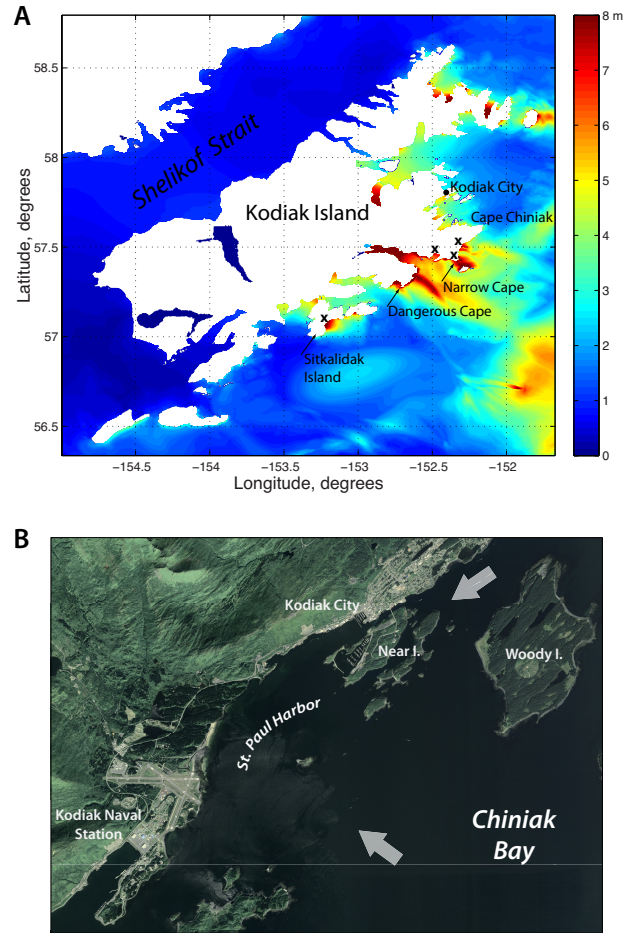 A
8 m
7
6
5
4
3
2
1
0
58.5
58
57.5
57
56.5
Latitude, degrees
−154.5
−154
−153.5
−153
−152.5
−152
Longitude, degrees
Shelikof Strait
Kodiak Island
Kodiak City
Cape Chiniak
x
x
x
Narrow Cape
Dangerous Cape
x
Sitkalidak
Island
B
Kodiak City
Near I.
Woody I.
St. Paul Harbor
Kodiak Naval
Station
Chiniak
Bay